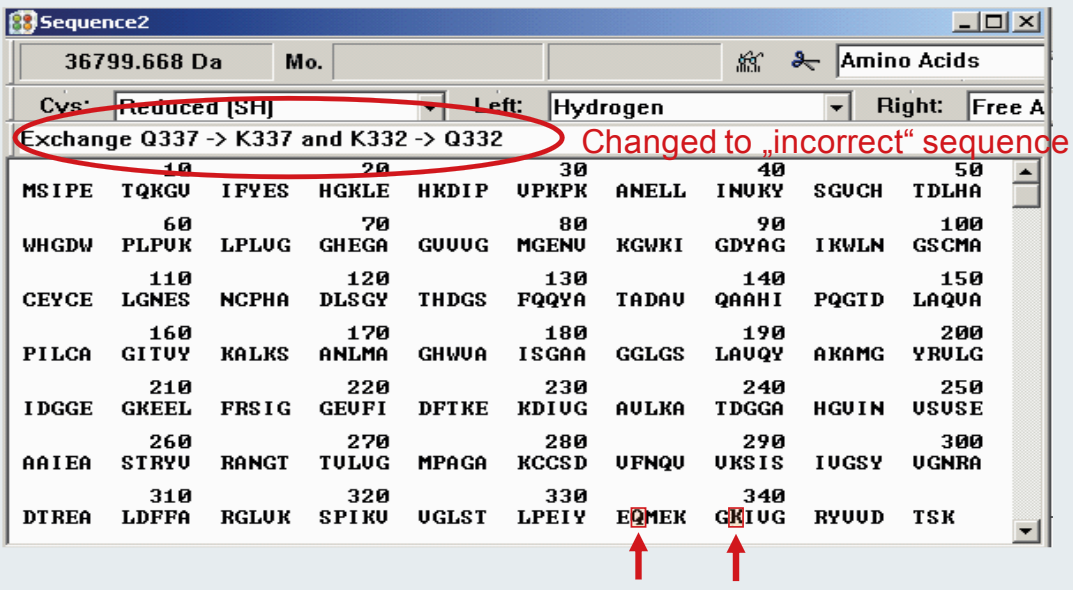 Sequence2
36799.668 Da Mo. Amino Acids
Cys: Reduced (SH) Left: Hydrogen Right: Free A
Exchange Q337 -> K337 and K332 -> Q332
Changed to „incorrect“ sequence
10 20 30 40 50
MSIPE TQKGV IFYES HGKLE HKDIP VPKPK ANELL INVKY SGVCH TDLHA
60 70 80 90 100
WHGDW PLPVK LPLVG GHEGA GVVVG MGENV KGWKI GDYAG IKWLN GSCMA
110 120 130 140 150
CEYCE LGNES NCPHA DLSGY THDGS FQQYA TADAV QAAHI PQGTD LAQVA
160 170 180 190 200
PILCA GITVY KALKS ANLMA GHWVA ISGAA GGLGS LAVQY AKAMG YRVLG
210 220 230 240 250
IDGGE GKEEL FRSIG GEVFI DFTKE KDIVG AVLKA TDGGA HGVIN VSVSE
260 270 280 290 300
AAIEA STRYV RANGT TVLVG MPAGA KCCSD VFNQV VKSIS IVGSY VGNRA
310 320 330 340
DTREA LDFFA RGLVK SPIKV VGLST LPEIY EQMEK GKIVG RYVVD TSK